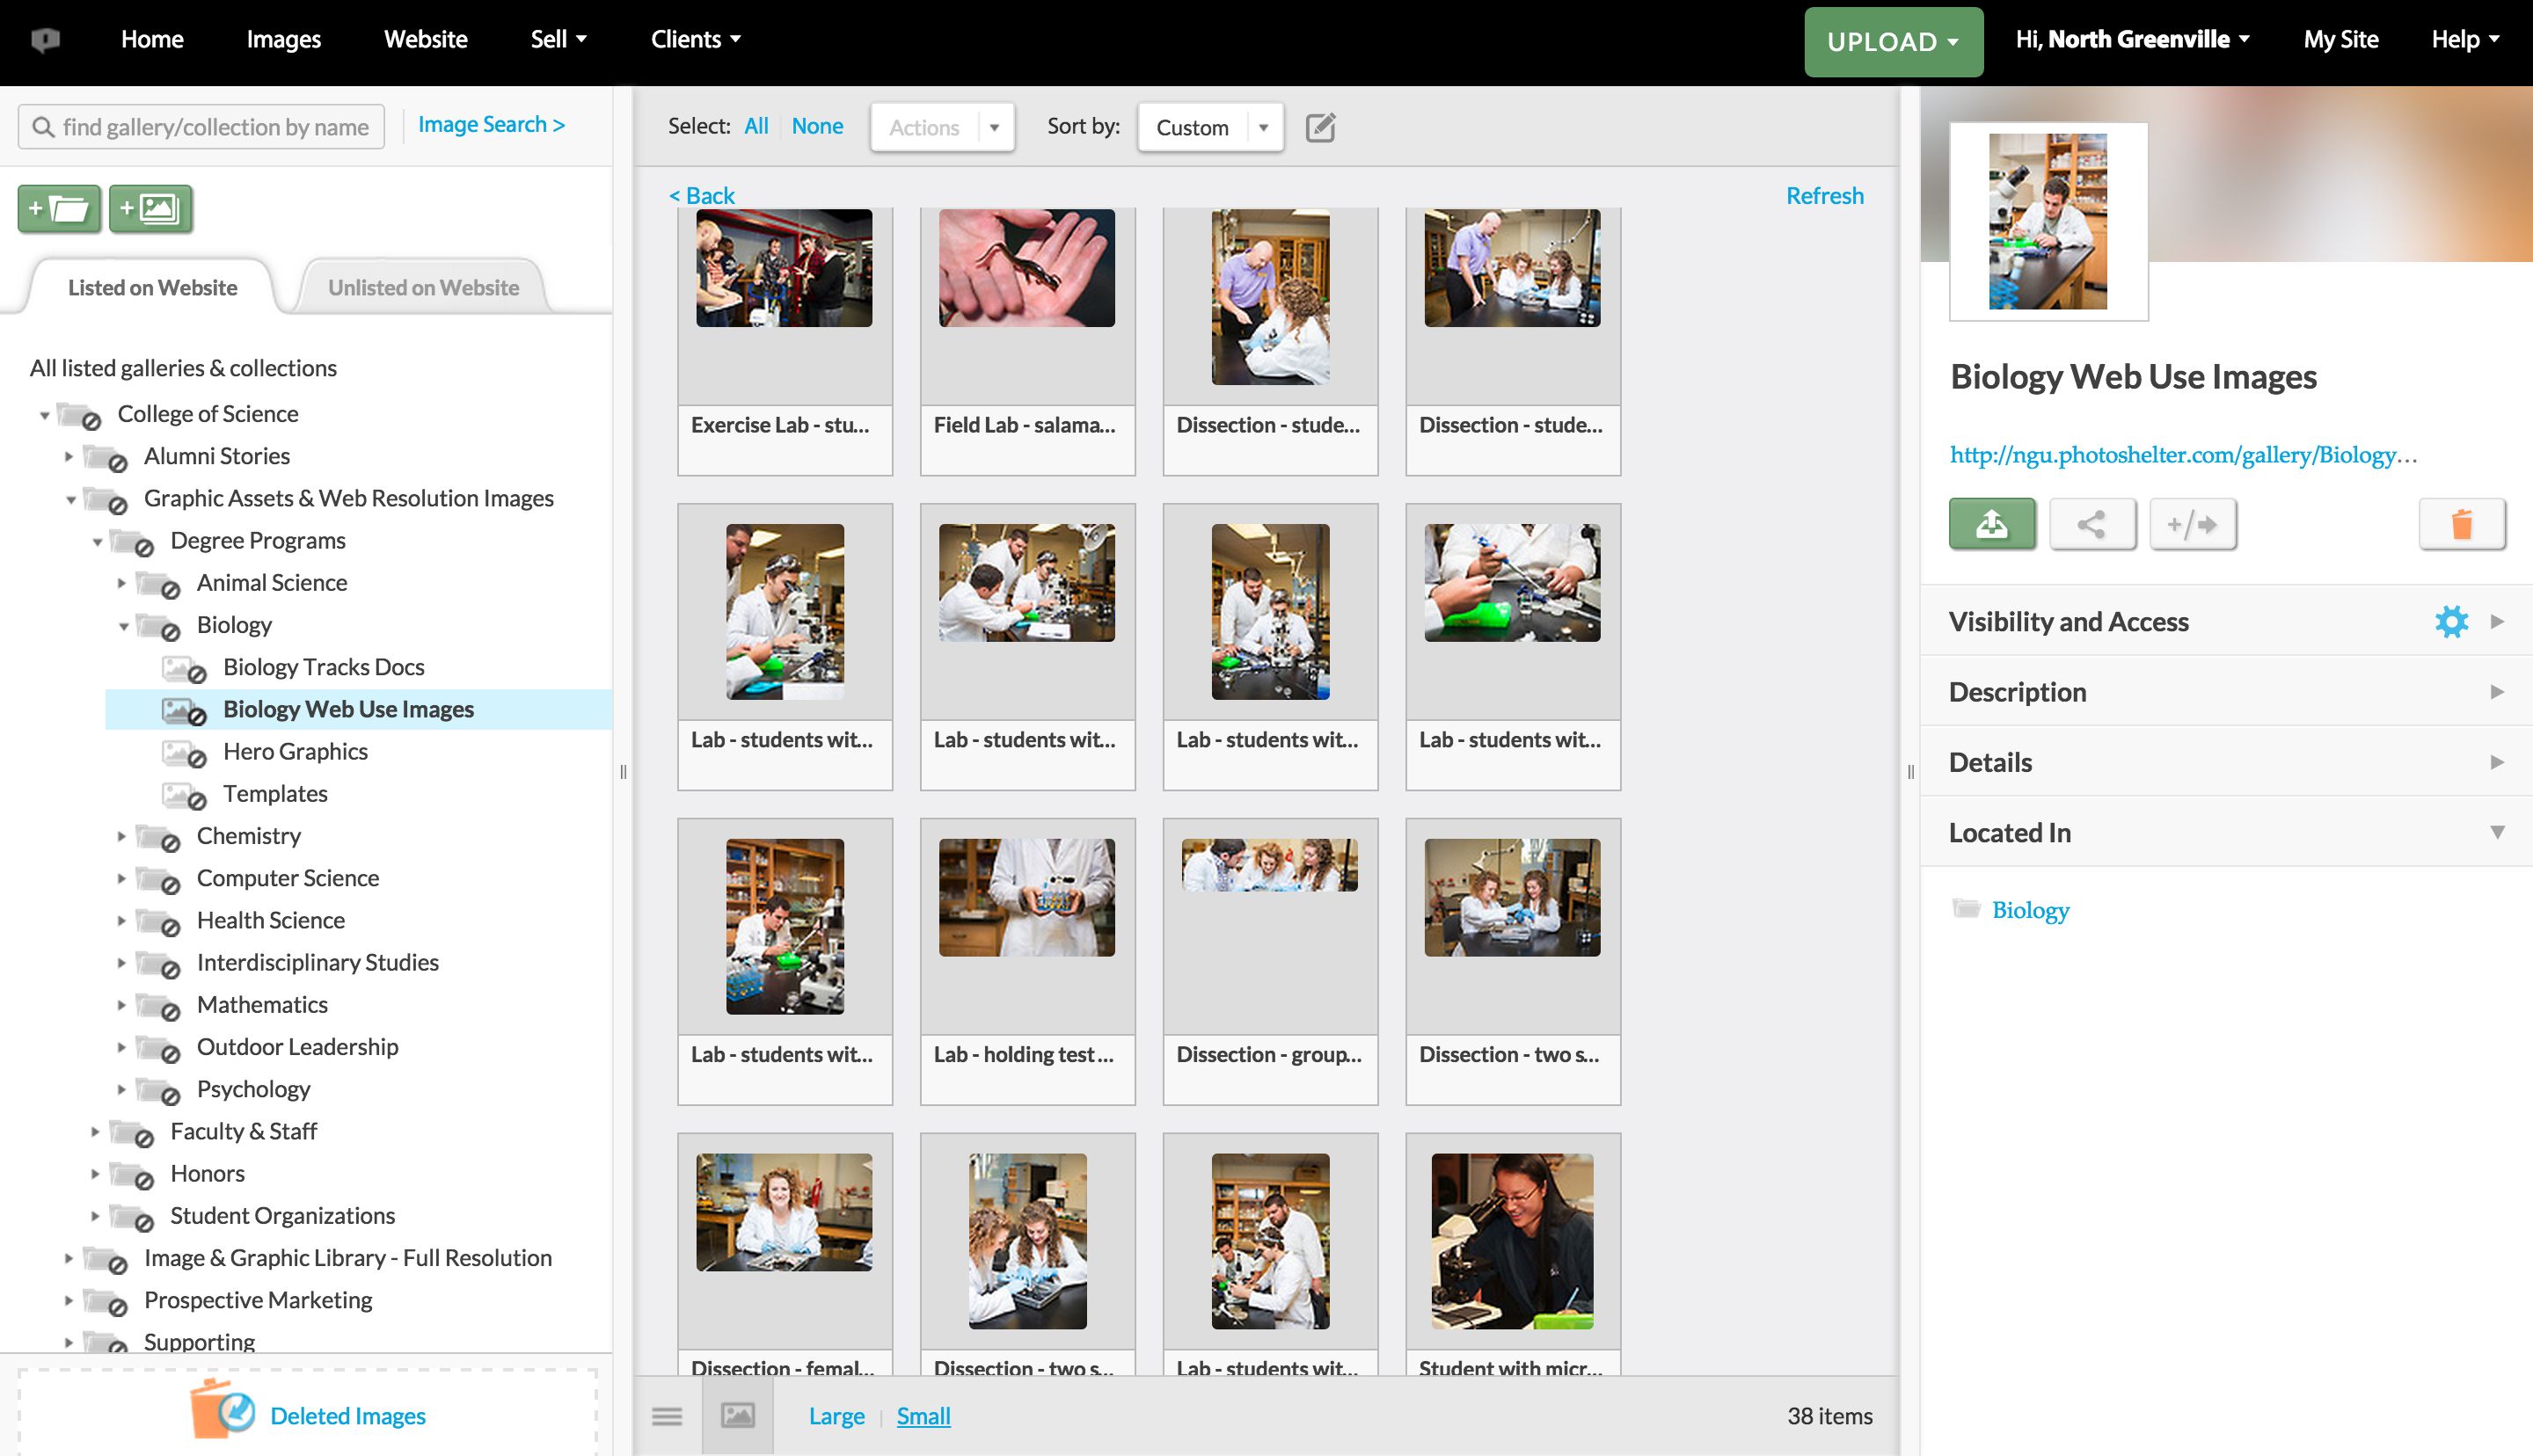 Home Images Website Sell Clients UPLOAD Hi, North Greenville My Site Help
find gallery/collection by name Image Search >
Listed on Website Unlisted on Website
All listed galleries & collections
College of Science
Alumni Stories
Graphic Assets & Web Resolution Images
Degree Programs
Animal Science
Biology
Biology Tracks Docs
Biology Web Use Images
Hero Graphics
Templates
Chemistry
Computer Science
Health Science
Interdisciplinary Studies
Mathematics
Outdoor Leadership
Psychology
Faculty & Staff
Honors
Student Organizations
Image & Graphic Library - Full Resolution
Prospective Marketing
Supporting
Deleted Images
Select: All None Actions Sort by: Custom
< Back Refresh
Exercise Lab - stu... Field Lab - salama... Dissection - stude... Dissection - stude...
Lab - students wit... Lab - students wit... Lab - students wit... Lab - students wit...
Lab - students wit... Lab - holding test ... Dissection - group... Dissection - two s...
Dissection - femal... Dissection - two s... Lab - students wit... Student with micr...
Large Small 38 items
Biology Web Use Images
http://ngu.photoshelter.com/gallery/Biology...
Visibility and Access
Description
Details
Located In
Biology